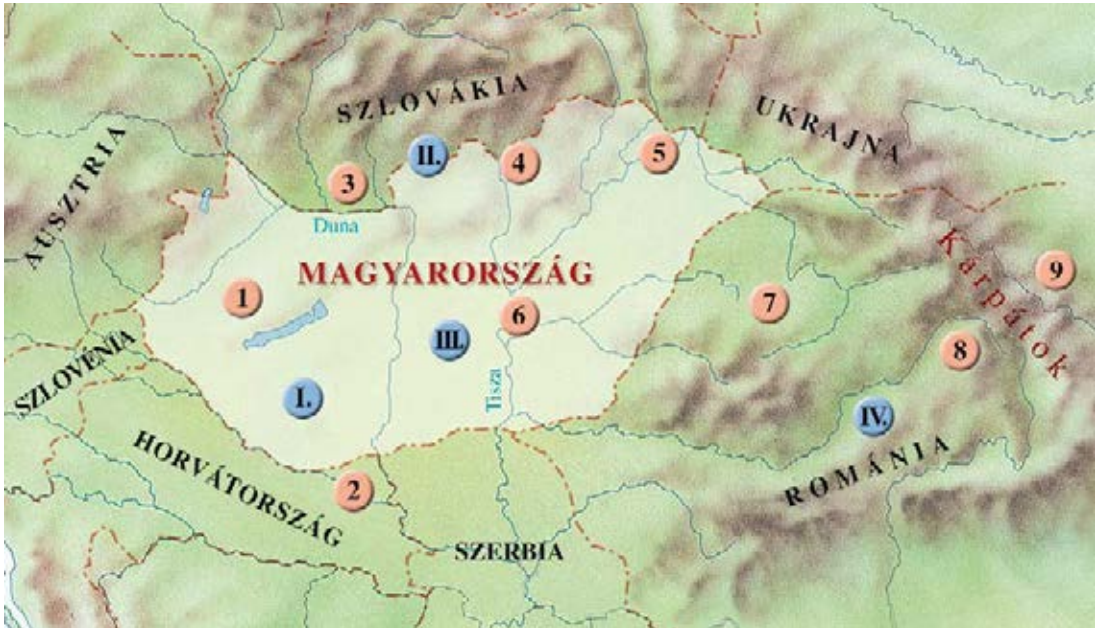 SZLOVÁKIA
UKRAJNA
AUSZTRIA
II.
4
5
3
Duna
Kárpátok
9
MAGYARORSZÁG
1
6
7
III.
8
SZLOVÉNIA
Tisza
I.
IV.
HORVÁTORSZÁG
ROMÁNIA
2
SZERBIA